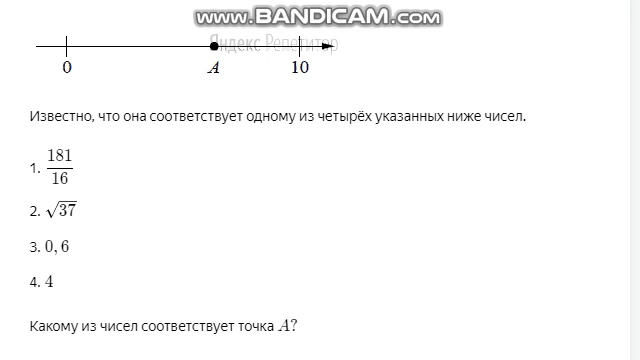 WWW.BANDICAM.COM
Яндекс Репетитор
0 A 10
Известно, что она соответствует одному из четырёх указанных ниже чисел.
1. 181/16
2. √37
3. 0, 6
4. 4
Какому из чисел соответствует точка A?